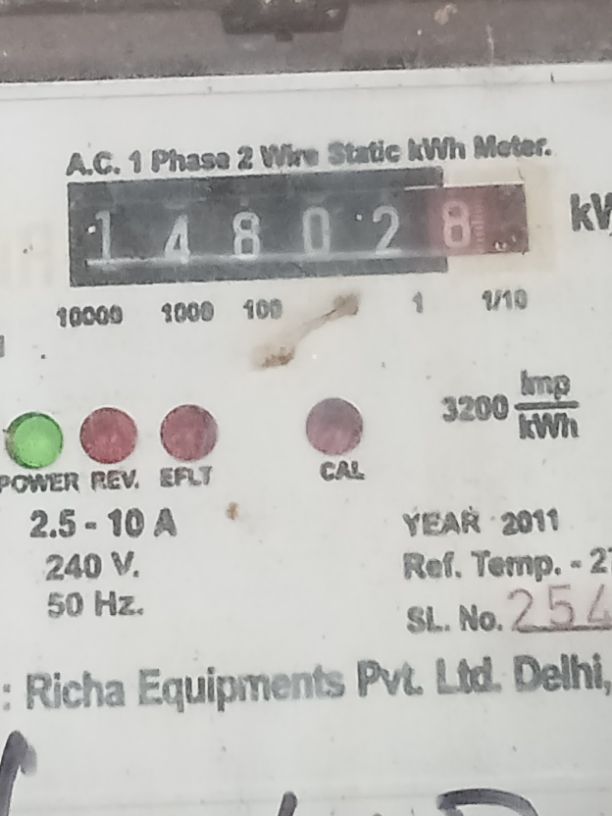 A.C. 1 Phase 2 Wire Static kWh Meter.
1 4 8 0 2 8
10000 1000 100 1 1/10
3200 Imp/kWh
POWER REV. EFLT CAL
2.5 - 10 A
240 V.
50 Hz.
YEAR 2011
Ref. Temp. - 2
SL. No. 254
: Richa Equipments Pvt. Ltd. Delhi,